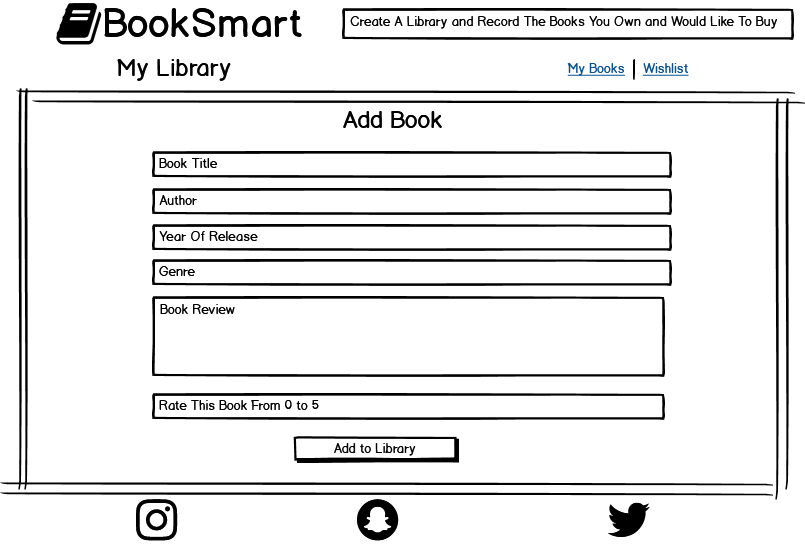 BookSmart
Create A Library and Record The Books You Own and Would Like To Buy
My Library
My Books | Wishlist
Add Book
Book Title
Author
Year Of Release
Genre
Book Review
Rate This Book From 0 to 5
Add to Library